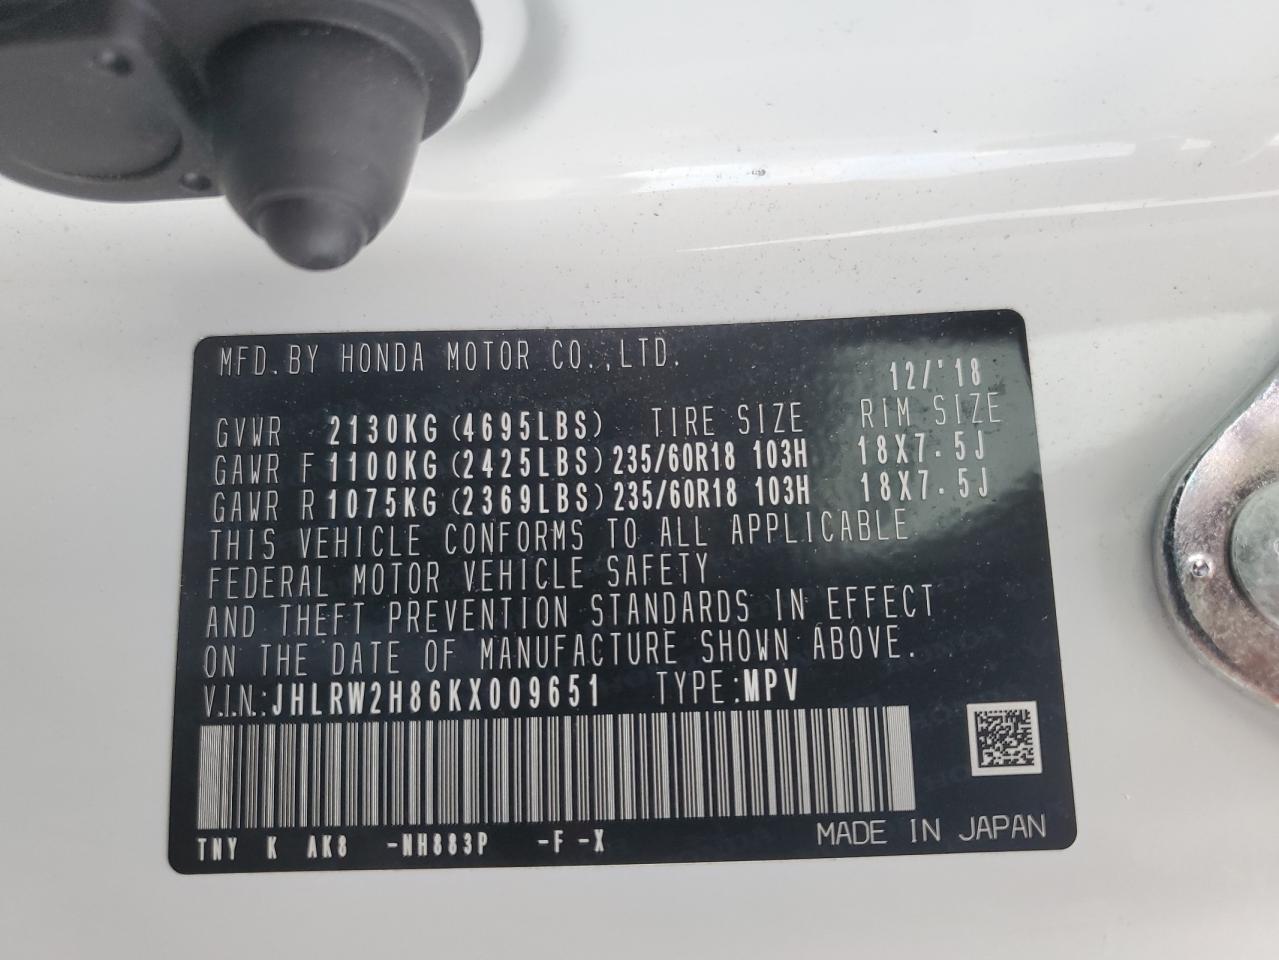 MFD. BY HONDA MOTOR CO., LTD. 12/'18
GVWR 2130KG (4695LBS) TIRE SIZE RIM SIZE
GAWR F 1100KG (2425LBS) 235/60R18 103H 18X7.5J
GAWR R 1075KG (2369LBS) 235/60R18 103H 18X7.5J
THIS VEHICLE CONFORMS TO ALL APPLICABLE
FEDERAL MOTOR VEHICLE SAFETY
AND THEFT PREVENTION STANDARDS IN EFFECT
ON THE DATE OF MANUFACTURE SHOWN ABOVE.
V.I.N.: JHLRW2H86KX009651 TYPE: MPV
TNY K AK8 -NH883P -F -X MADE IN JAPAN